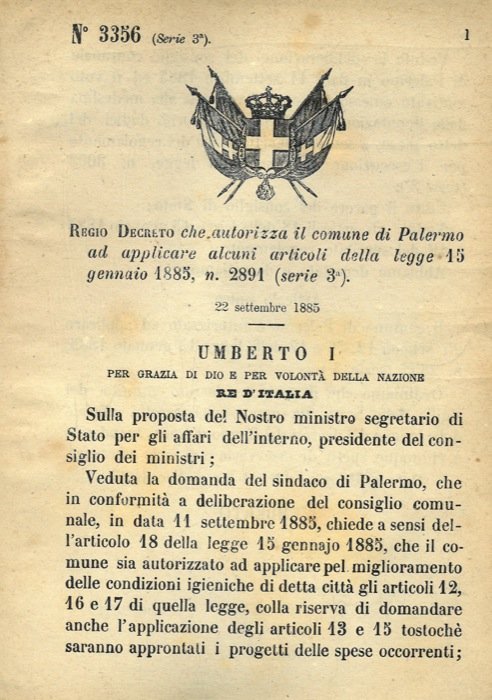 N° 3356 (Serie 3ª).
1
REGIO DECRETO che autorizza il comune di Palermo
ad applicare alcuni articoli della legge 15
gennaio 1885, n. 2891 (serie 3ª).
22 settembre 1885
UMBERTO I
PER GRAZIA DI DIO E PER VOLONTÀ DELLA NAZIONE
RE D'ITALIA
Sulla proposta del Nostro ministro segretario di
Stato per gli affari dell'interno, presidente del con-
siglio dei ministri;
Veduta la domanda del sindaco di Palermo, che
in conformità a deliberazione del consiglio comu-
nale, in data 11 settembre 1885, chiede a sensi del-
l'articolo 18 della legge 15 gennajo 1885, che il co-
mune sia autorizzato ad applicare pel miglioramento
delle condizioni igieniche di detta città gli articoli 12,
16 e 17 di quella legge, colla riserva di domandare
anche l'applicazione degli articoli 13 e 15 tostochè
saranno approntati i progetti delle spese occorrenti;